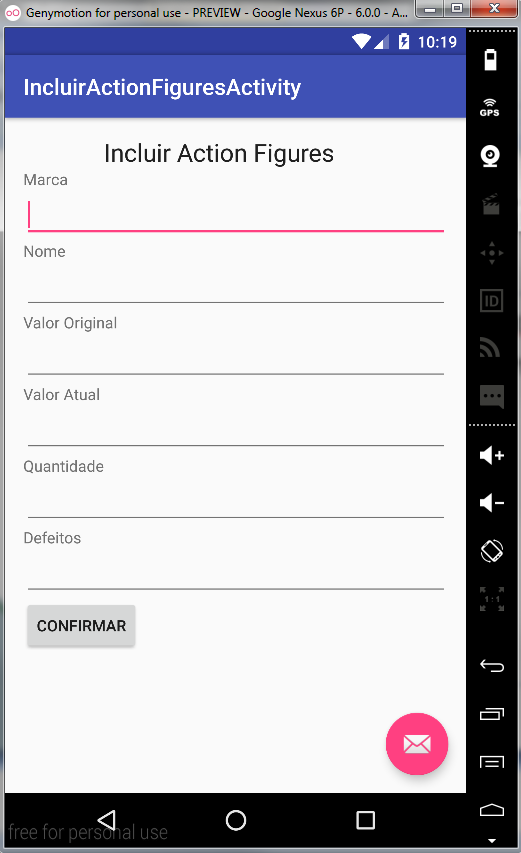 Genymotion for personal use - PREVIEW - Google Nexus 6P - 6.0.0 - A...
10:19
IncluirActionFiguresActivity
GPS
Incluir Action Figures
Marca
Nome
ID
Valor Original
Valor Atual
Quantidade
Defeitos
1:1
CONFIRMAR
free for personal use